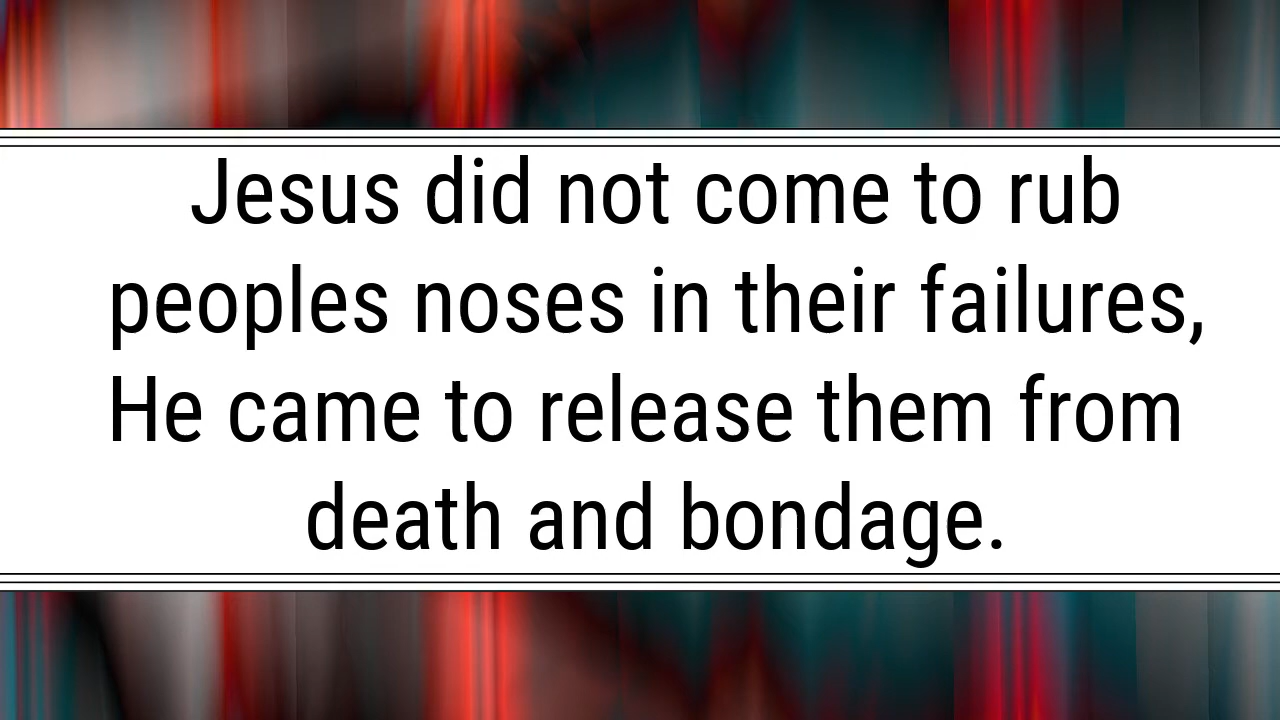 Jesus did not come to rub
peoples noses in their failures,
He came to release them from
death and bondage.